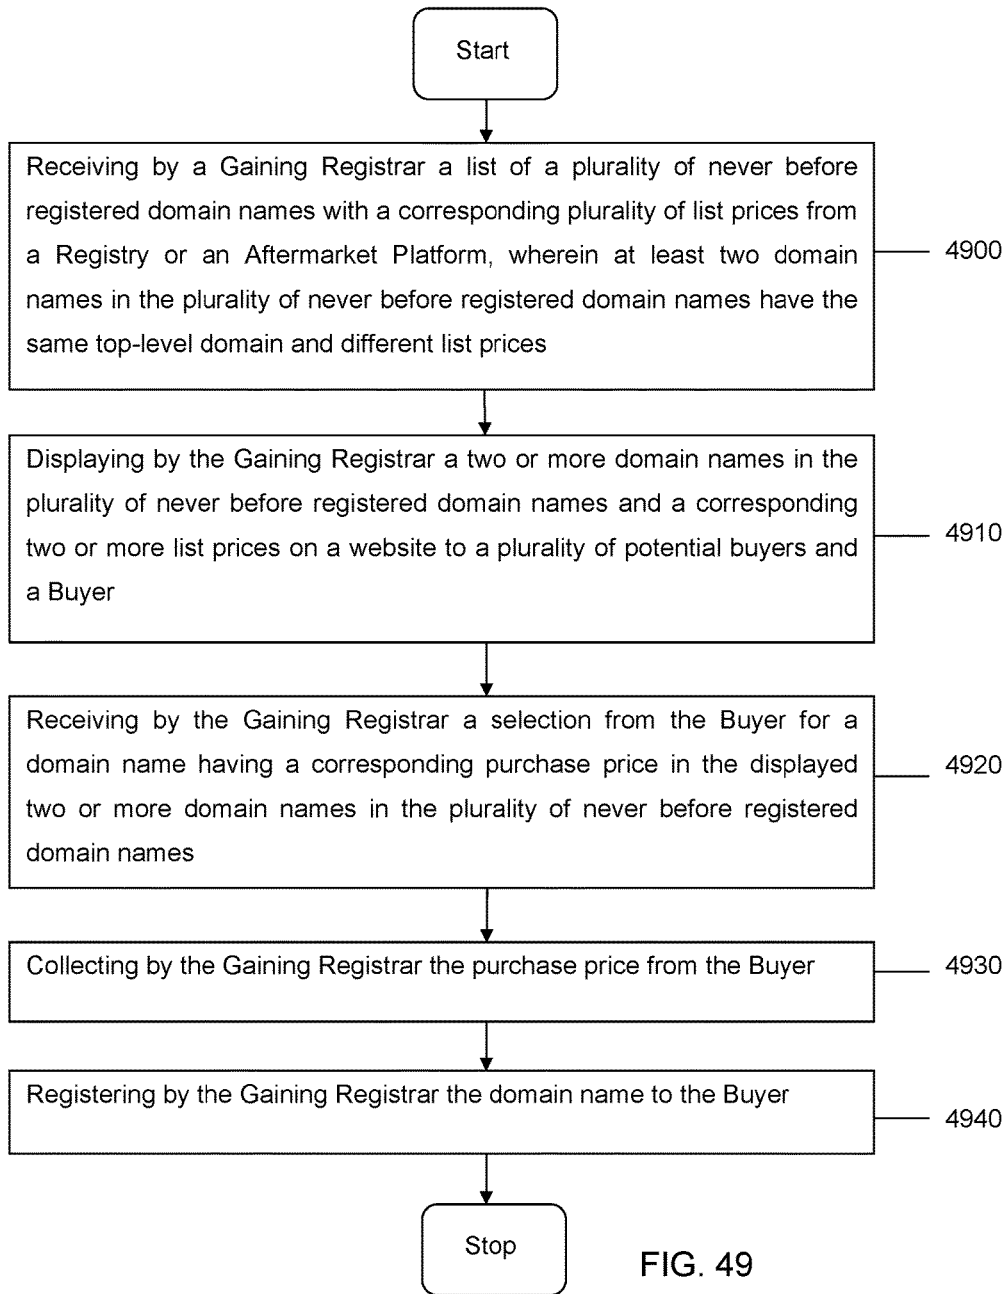 Start
Receiving by a Gaining Registrar a list of a plurality of never before
registered domain names with a corresponding plurality of list prices from
a Registry or an Aftermarket Platform, wherein at least two domain
names in the plurality of never before registered domain names have the
same top-level domain and different list prices
4900
Displaying by the Gaining Registrar a two or more domain names in the
plurality of never before registered domain names and a corresponding
two or more list prices on a website to a plurality of potential buyers and
a Buyer
4910
Receiving by the Gaining Registrar a selection from the Buyer for a
domain name having a corresponding purchase price in the displayed
two or more domain names in the plurality of never before registered
domain names
4920
Collecting by the Gaining Registrar the purchase price from the Buyer
4930
Registering by the Gaining Registrar the domain name to the Buyer
4940
Stop
FIG. 49